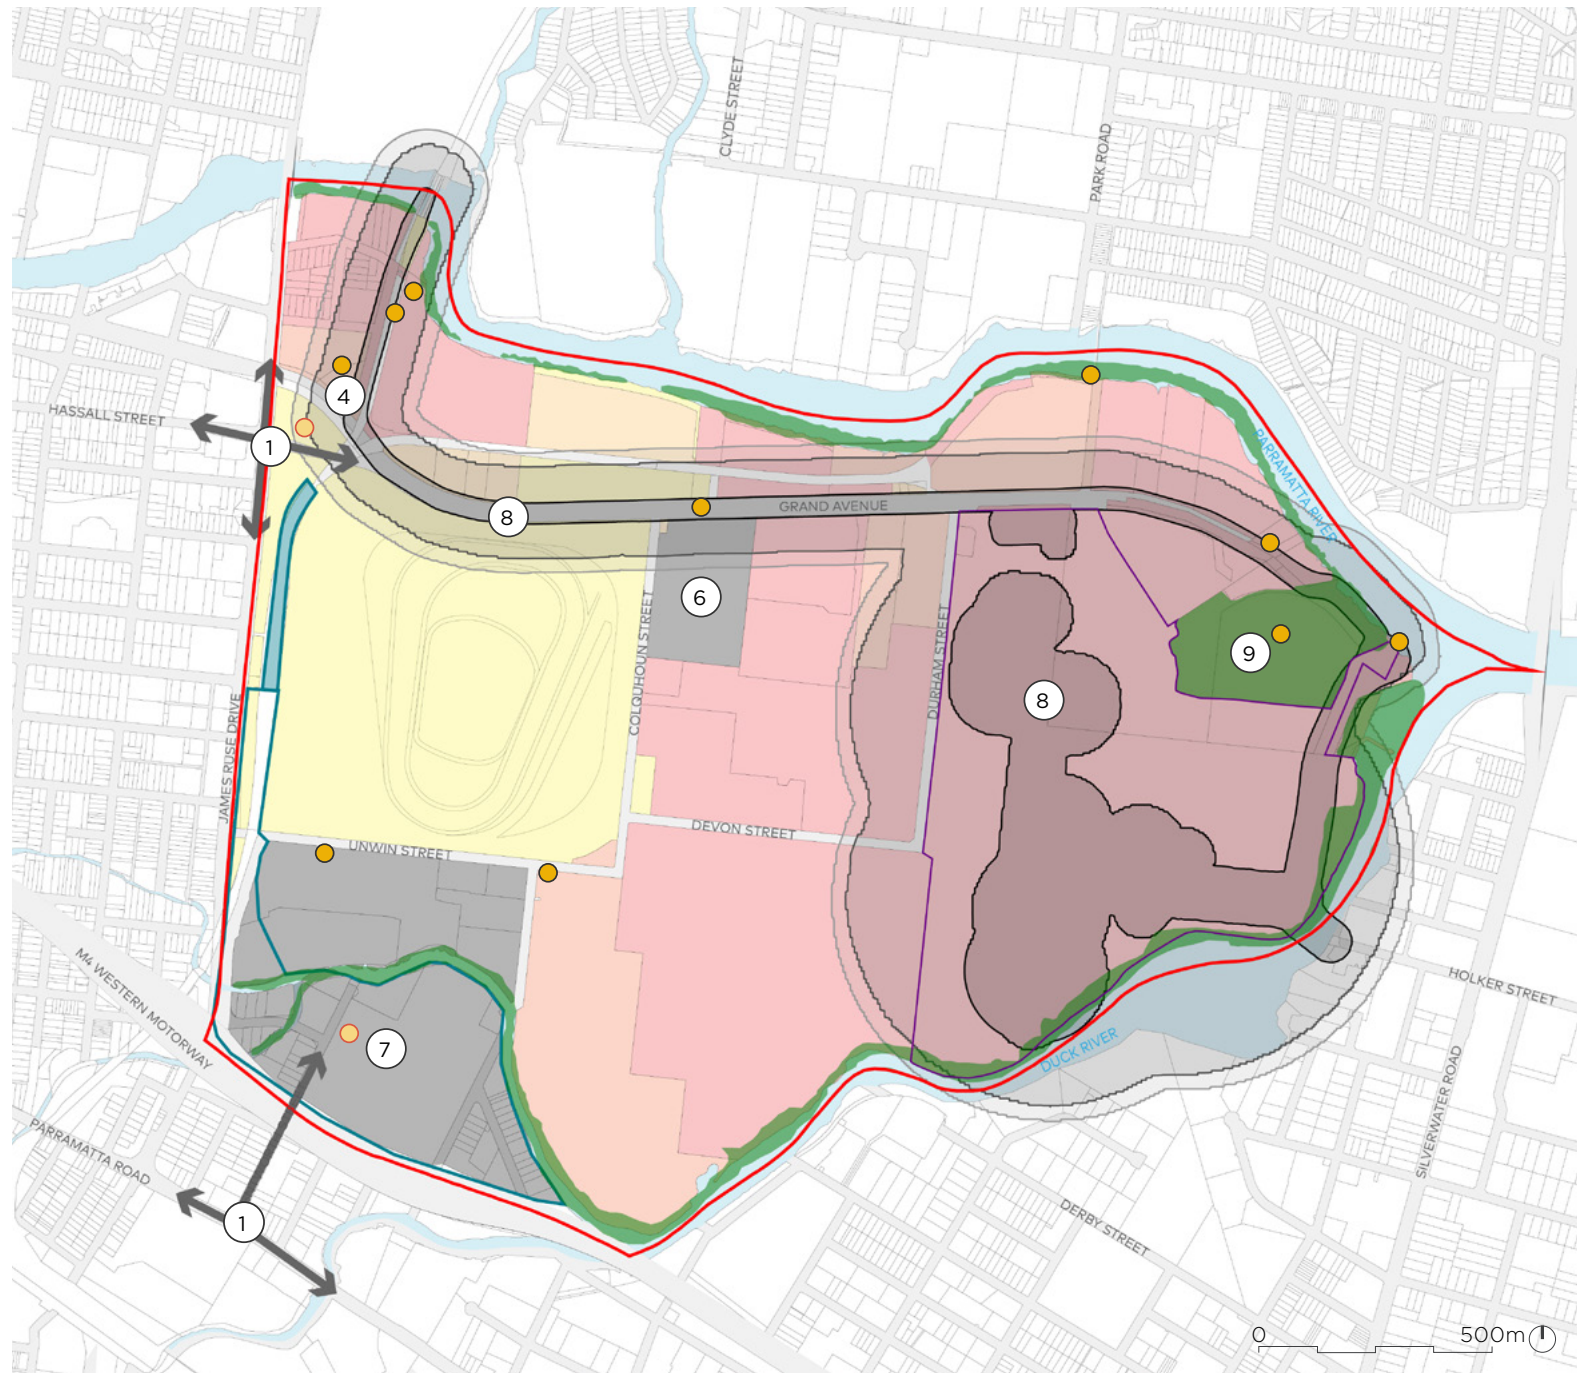 CLYDE STREET
PARK ROAD
HASSALL STREET
4
1
PARRAMATTA RIVER
8
GRAND AVENUE
6
COLQUHOUN STREET
DURHAM STREET
9
8
JAMES RUSE DRIVE
DEVON STREET
UNWIN STREET
M4 WESTERN MOTORWAY
HOLKER STREET
7
DUCK RIVER
SILVERWATER ROAD
PARRAMATTA ROAD
1
DERBY STREET
0 500m